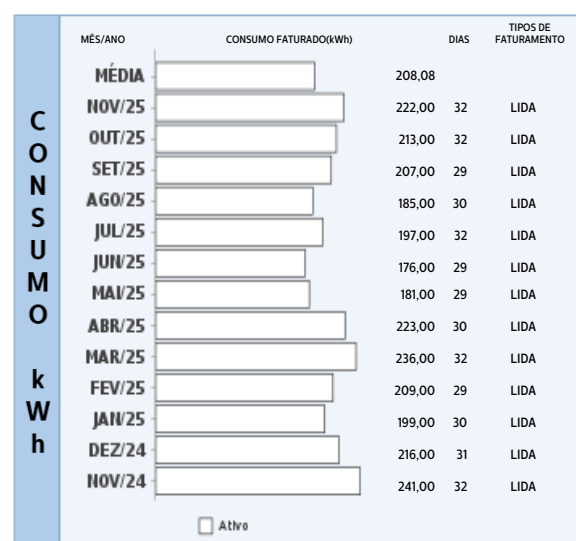 CONSUMO kWh
MÊS/ANO CONSUMO FATURADO(kWh) DIAS TIPOS DE FATURAMENTO
MÉDIA 208,08
NOV/25 222,00 32 LIDA
OUT/25 213,00 32 LIDA
SET/25 207,00 29 LIDA
AGO/25 185,00 30 LIDA
JUL/25 197,00 32 LIDA
JUN/25 176,00 29 LIDA
MAI/25 181,00 29 LIDA
ABR/25 223,00 30 LIDA
MAR/25 236,00 32 LIDA
FEV/25 209,00 29 LIDA
JAN/25 199,00 30 LIDA
DEZ/24 216,00 31 LIDA
NOV/24 241,00 32 LIDA
Ativo